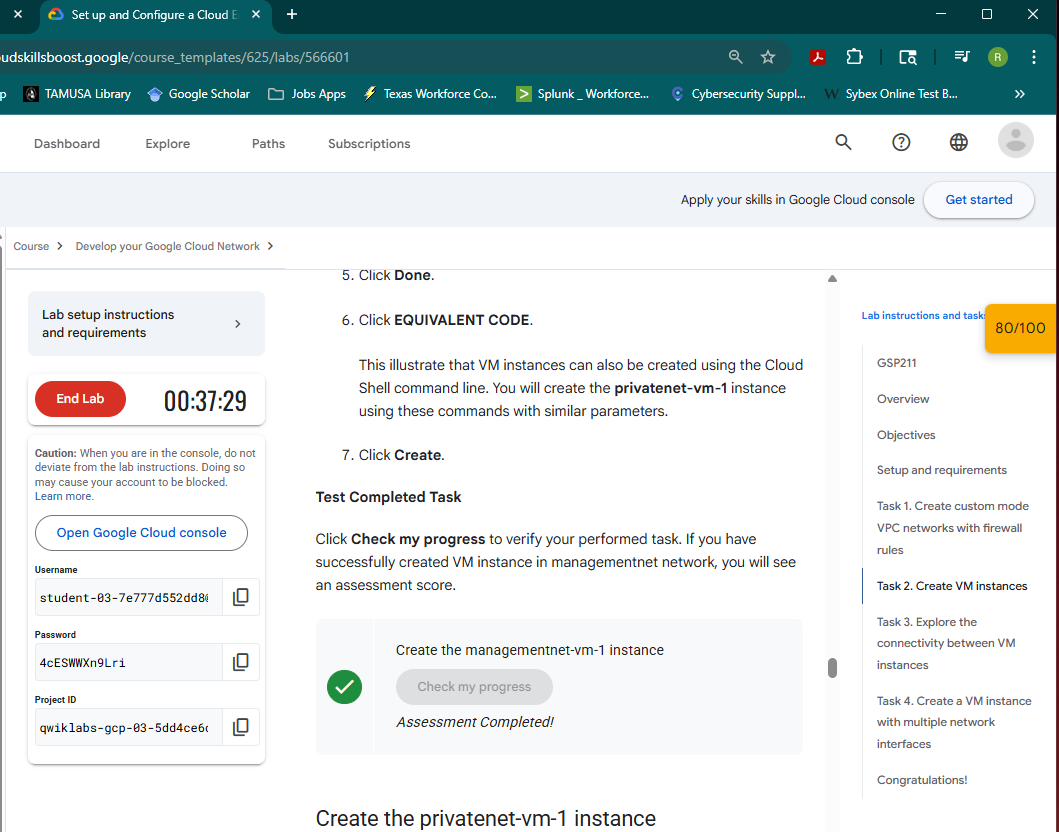 Set up and Configure a Cloud E
udskillsboost.google/course_templates/625/labs/566601
R
p
TAMUSA Library
Google Scholar
Jobs Apps
Texas Workforce Co...
Splunk _ Workforce...
Cybersecurity Suppl...
W Sybex Online Test B...
Dashboard
Explore
Paths
Subscriptions
Apply your skills in Google Cloud console
Get started
Course
Develop your Google Cloud Network
Lab setup instructions
and requirements
End Lab
00:37:29
Caution: When you are in the console, do not
deviate from the lab instructions. Doing so
may cause your account to be blocked.
Learn more.
Open Google Cloud console
Username
student-03-7e777d552dd8
Password
4cESWWXn9Lri
Project ID
qwiklabs-gcp-03-5dd4ce6
5. Click Done.
6. Click EQUIVALENT CODE.
This illustrate that VM instances can also be created using the Cloud
Shell command line. You will create the privatenet-vm-1 instance
using these commands with similar parameters.
7. Click Create.
Test Completed Task
Click Check my progress to verify your performed task. If you have
successfully created VM instance in managementnet network, you will see
an assessment score.
Create the managementnet-vm-1 instance
Check my progress
Assessment Completed!
Create the privatenet-vm-1 instance
Lab instructions and tasks
80/100
GSP211
Overview
Objectives
Setup and requirements
Task 1. Create custom mode
VPC networks with firewall
rules
Task 2. Create VM instances
Task 3. Explore the
connectivity between VM
instances
Task 4. Create a VM instance
with multiple network
interfaces
Congratulations!